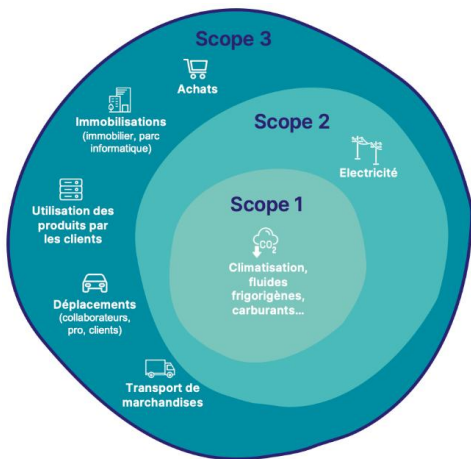 Scope 3
Achats
Immobilisations
(immobilier, parc
informatique)
Scope 2
Electricité
Utilisation des
produits par
les clients
Scope 1
CO₂
Climatisation,
fluides
frigorigènes,
carburants...
Déplacements
(collaborateurs,
pro, clients)
Transport de
marchandises